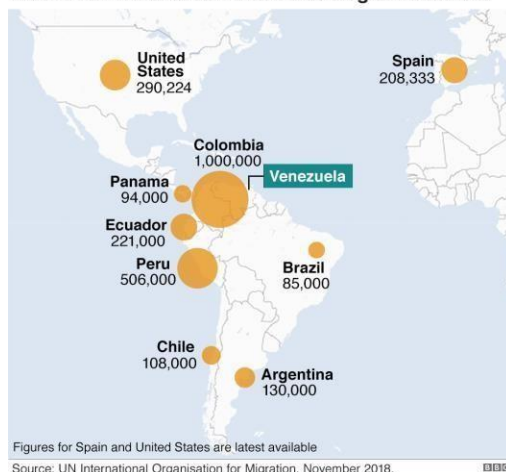 United
States
290,224
Spain
208,333
Colombia
1,000,000
Venezuela
Panama
94,000
Ecuador
221,000
Peru
506,000
Brazil
85,000
Chile
108,000
Argentina
130,000
Figures for Spain and United States are latest available
Source: UN International Organisation for Migration, November 2018.
BBC